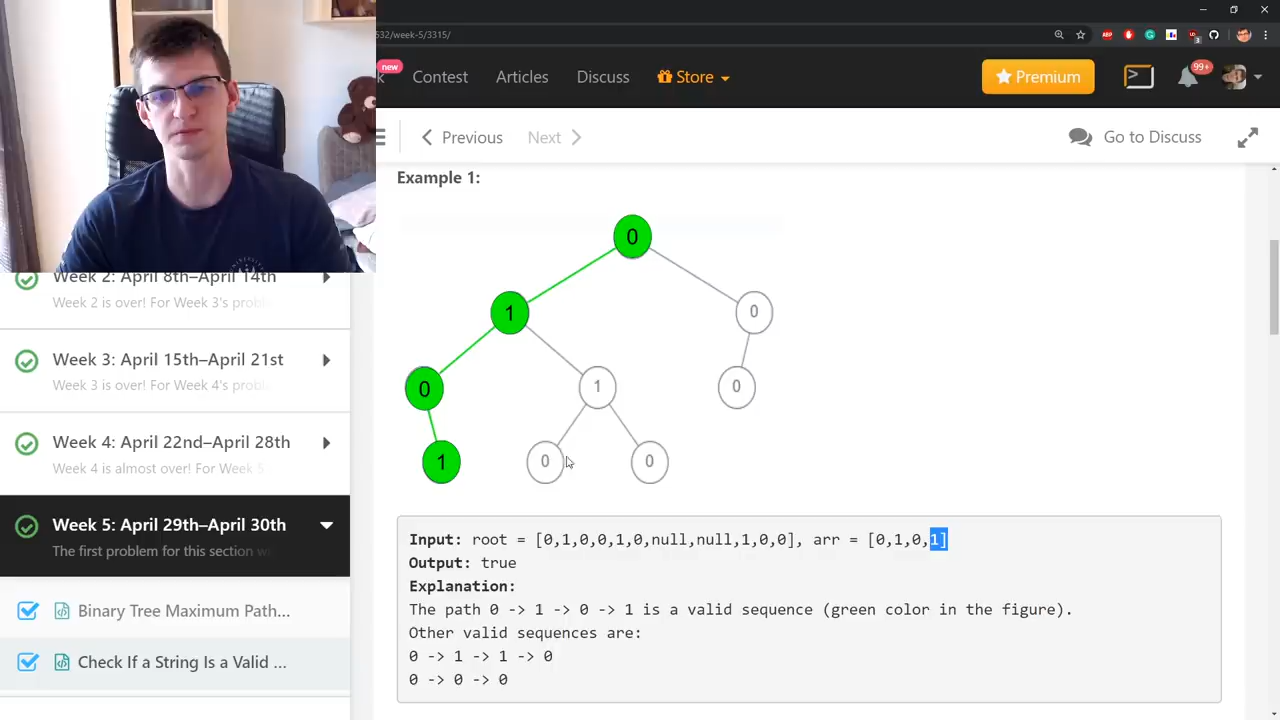 532/week-5/3315/
ABP
3
k
new
Contest
Articles
Discuss
Store
Premium
99+
Previous
Next
Go to Discuss
Example 1:
0
1
0
0
1
0
1
0
0
Input: root = [0,1,0,0,1,0,null,null,1,0,0], arr = [0,1,0,1]
Output: true
Explanation:
The path 0 -> 1 -> 0 -> 1 is a valid sequence (green color in the figure).
Other valid sequences are:
0 -> 1 -> 1 -> 0
0 -> 0 -> 0
Week 2: April 8th–April 14th
Week 2 is over! For Week 3's
Week 3: April 15th–April 21st
Week 3 is over! For Week 4's
Week 4: April 22nd–April 28th
Week 4 is almost over! For Week 5
Week 5: April 29th–April 30th
The first problem for this section
Binary Tree Maximum Path...
Check If a String Is a Valid ...